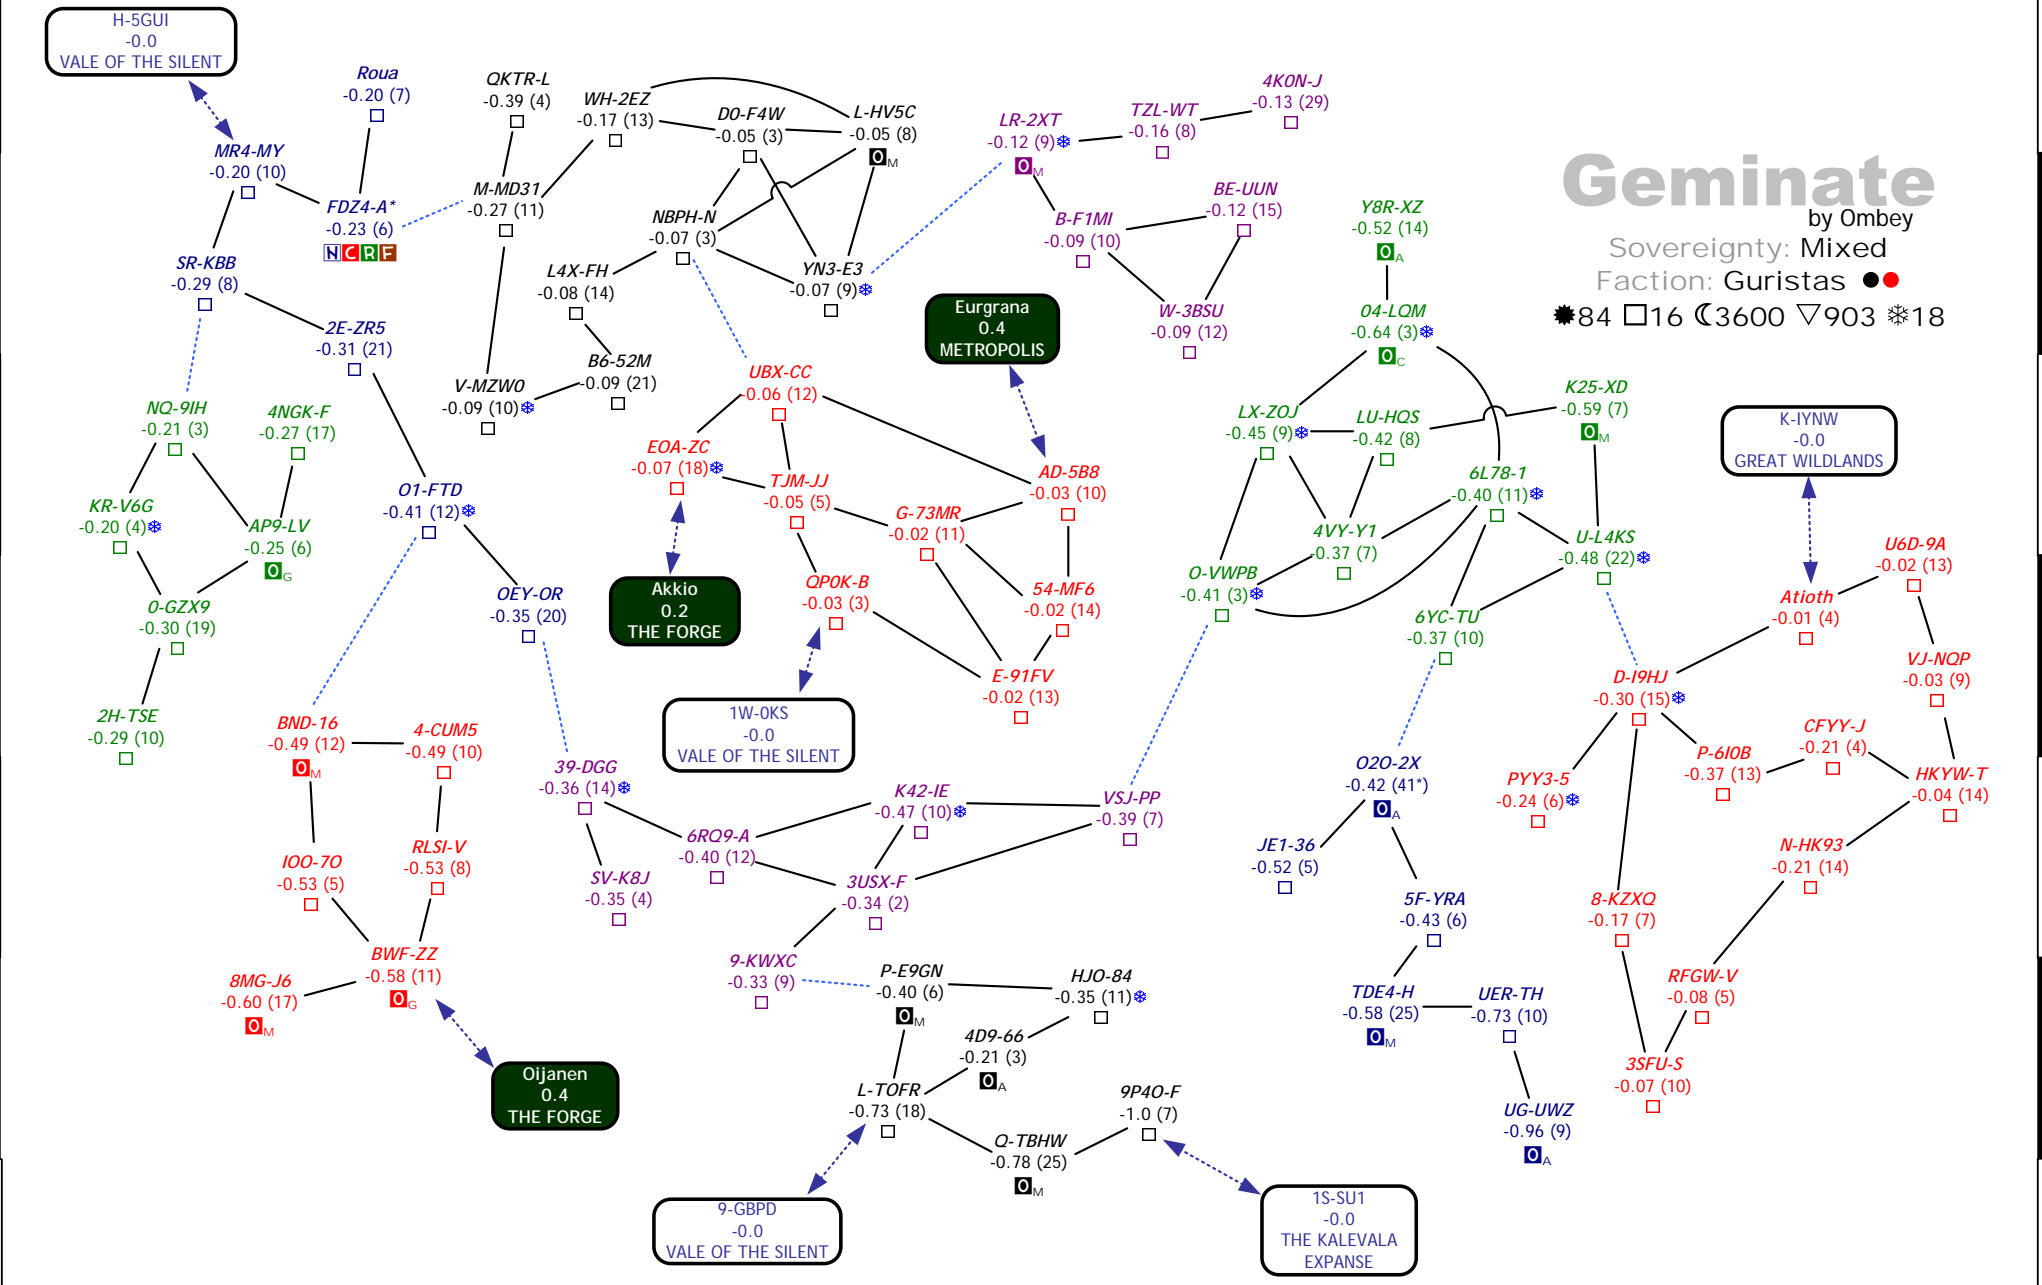 H-5GUI
-0.0
VALE OF THE SILENT
Roua
-0.20 (7)
MR4-MY
-0.20 (10)
FDZ4-A*
-0.23 (6)
N C R F
SR-KBB
-0.29 (8)
2E-ZR5
-0.31 (21)
O1-FTD
-0.41 (12)
OEY-OR
-0.35 (20)
QKTR-L
-0.39 (4)
WH-2EZ
-0.17 (13)
D0-F4W
-0.05 (3)
L-HV5C
-0.05 (8)
O M
M-MD31
-0.27 (11)
NBPH-N
-0.07 (3)
L4X-FH
-0.08 (14)
YN3-E3
-0.07 (9)
B6-52M
-0.09 (21)
V-MZW0
-0.09 (10)
LR-2XT
-0.12 (9)
O M
TZL-WT
-0.16 (8)
4K0N-J
-0.13 (29)
B-F1MI
-0.09 (10)
BE-UUN
-0.12 (15)
W-3BSU
-0.09 (12)
Geminate
by Ombey
Sovereignty: Mixed
Faction: Guristas
84 16 3600 903 18
Y8R-XZ
-0.52 (14)
O A
04-LQM
-0.64 (3)
O C
K25-XD
-0.59 (7)
O M
LX-ZOJ
-0.45 (9)
LU-HQS
-0.42 (8)
6L78-1
-0.40 (11)
4VY-Y1
-0.37 (7)
U-L4KS
-0.48 (22)
O-VWPB
-0.41 (3)
6YC-TU
-0.37 (10)
Eurgrana
0.4
METROPOLIS
UBX-CC
-0.06 (12)
EOA-ZC
-0.07 (18)
TJM-JJ
-0.05 (5)
AD-5B8
-0.03 (10)
G-73MR
-0.02 (11)
QP0K-B
-0.03 (3)
54-MF6
-0.02 (14)
E-91FV
-0.02 (13)
Akkio
0.2
THE FORGE
1W-0KS
-0.0
VALE OF THE SILENT
NQ-9IH
-0.21 (3)
4NGK-F
-0.27 (17)
KR-V6G
-0.20 (4)
AP9-LV
-0.25 (6)
O G
0-GZX9
-0.30 (19)
2H-TSE
-0.29 (10)
BND-16
-0.49 (12)
O M
4-CUM5
-0.49 (10)
IOO-7O
-0.53 (5)
RLSI-V
-0.53 (8)
BWF-ZZ
-0.58 (11)
O G
8MG-J6
-0.60 (17)
O M
Oijanen
0.4
THE FORGE
39-DGG
-0.36 (14)
SV-K8J
-0.35 (4)
6RQ9-A
-0.40 (12)
K42-IE
-0.47 (10)
VSJ-PP
-0.39 (7)
3USX-F
-0.34 (2)
9-KWXC
-0.33 (9)
P-E9GN
-0.40 (6)
O M
HJO-84
-0.35 (11)
4D9-66
-0.21 (3)
O A
L-TOFR
-0.73 (18)
9P4O-F
-1.0 (7)
Q-TBHW
-0.78 (25)
O M
9-GBPD
-0.0
VALE OF THE SILENT
1S-SU1
-0.0
THE KALEVALA
EXPANSE
O2O-2X
-0.42 (41*)
O A
JE1-36
-0.52 (5)
5F-YRA
-0.43 (6)
TDE4-H
-0.58 (25)
O M
UER-TH
-0.73 (10)
UG-UWZ
-0.96 (9)
O A
K-IYNW
-0.0
GREAT WILDLANDS
U6D-9A
-0.02 (13)
Atioth
-0.01 (4)
VJ-NQP
-0.03 (9)
D-I9HJ
-0.30 (15)
CFYY-J
-0.21 (4)
P-6I0B
-0.37 (13)
PYY3-5
-0.24 (6)
HKYW-T
-0.04 (14)
N-HK93
-0.21 (14)
8-KZXQ
-0.17 (7)
RFGW-V
-0.08 (5)
3SFU-S
-0.07 (10)